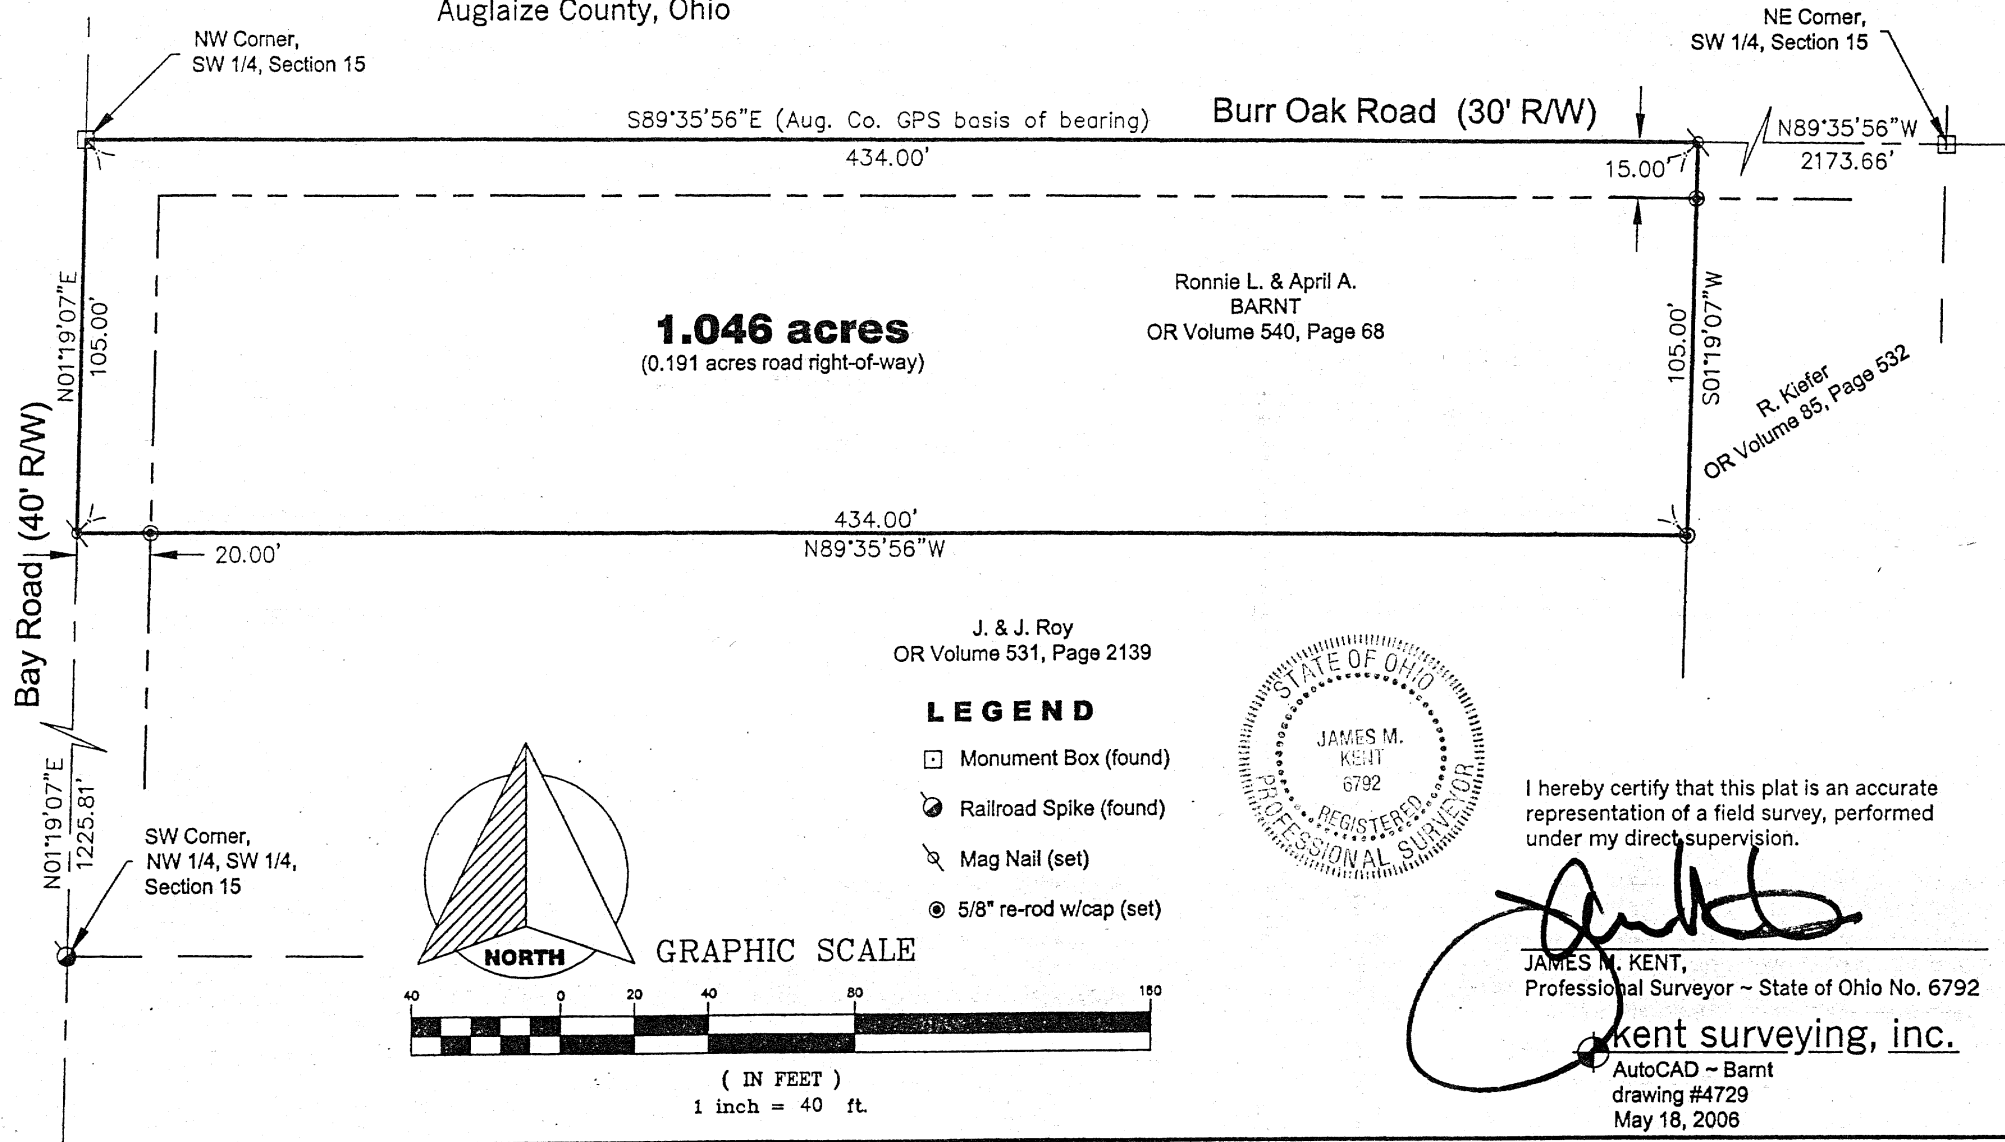 Auglaize County, Ohio
NW Corner,
SW 1/4, Section 15
NE Corner,
SW 1/4, Section 15
S89°35'56"E (Aug. Co. GPS basis of bearing)
434.00'
Burr Oak Road (30' R/W)
15.00'
N89°35'56"W
2173.66'
N01°19'07"E
105.00'
1.046 acres
(0.191 acres road right-of-way)
Ronnie L. & April A.
BARNT
OR Volume 540, Page 68
105.00'
S01°19'07"W
R. Kiefer
OR Volume 85, Page 532
Bay Road (40' R/W)
20.00'
434.00'
N89°35'56"W
J. & J. Roy
OR Volume 531, Page 2139
LEGEND
Monument Box (found)
Railroad Spike (found)
Mag Nail (set)
5/8" re-rod w/cap (set)
STATE OF OHIO
JAMES M.
KENT
6792
REGISTERED
PROFESSIONAL SURVEYOR
N01°19'07"E
1225.81'
SW Corner,
NW 1/4, SW 1/4,
Section 15
NORTH
GRAPHIC SCALE
40 0 20 40 80 160
( IN FEET )
1 inch = 40 ft.
I hereby certify that this plat is an accurate
representation of a field survey, performed
under my direct supervision.
JAMES M. KENT,
Professional Surveyor ~ State of Ohio No. 6792
kent surveying, inc.
AutoCAD ~ Barnt
drawing #4729
May 18, 2006